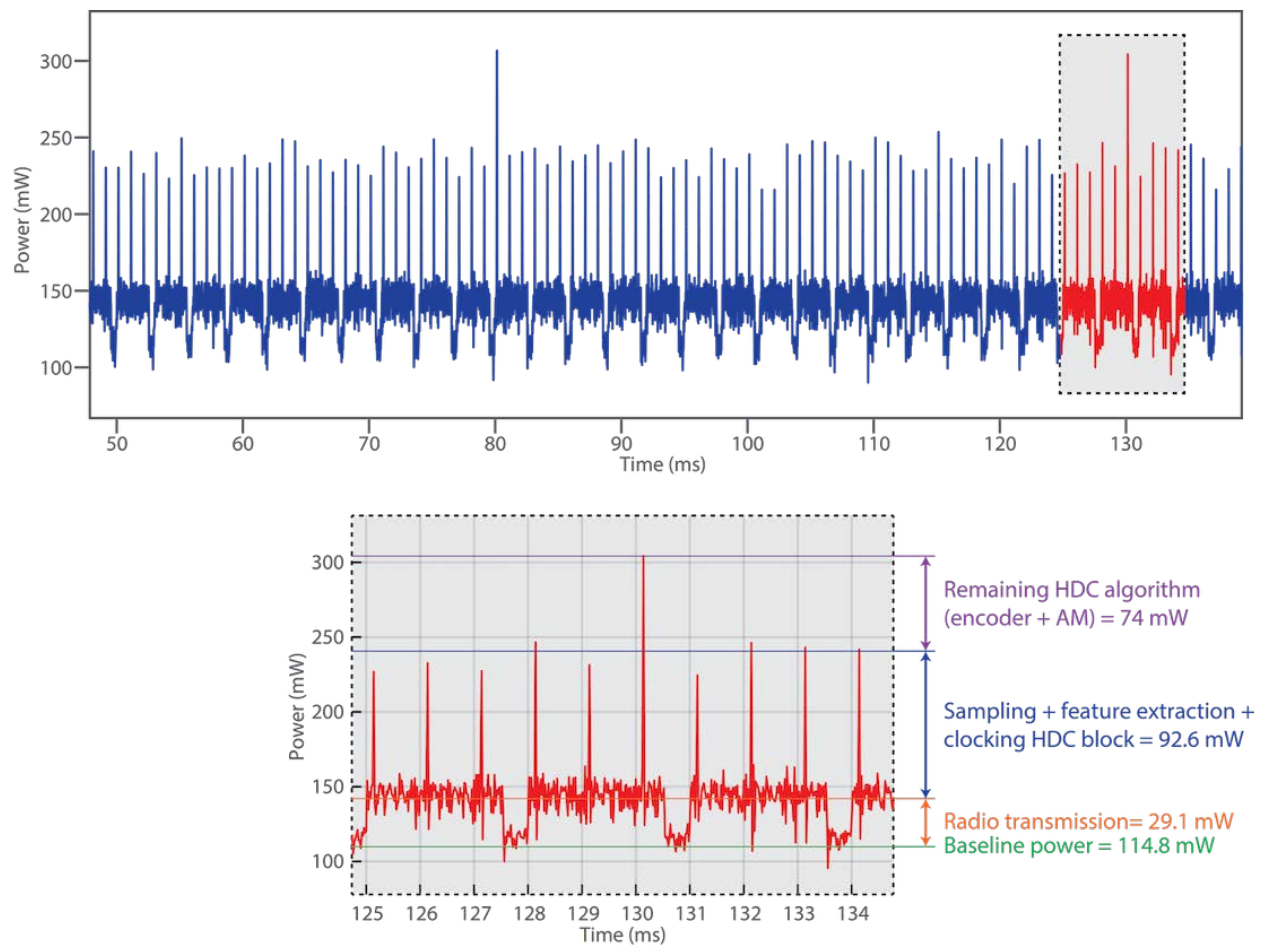 300
250
200
150
100
Power (mW)
50 60 70 80 90 100 110 120 130
Time (ms)
300
250
200
150
100
Power (mW)
125 126 127 128 129 130 131 132 133 134
Time (ms)
Remaining HDC algorithm
(encoder + AM) = 74 mW
Sampling + feature extraction +
clocking HDC block = 92.6 mW
Radio transmission= 29.1 mW
Baseline power = 114.8 mW